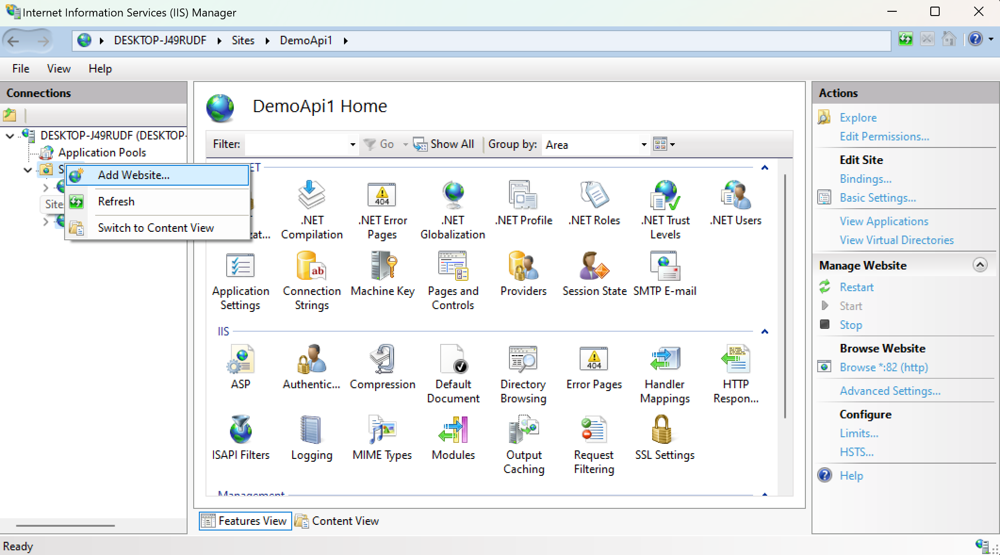 Internet Information Services (IIS) Manager
DESKTOP-J49RUDF Sites DemoApi1
File View Help
Connections
DESKTOP-J49RUDF (DESKTOP-
Application Pools
S
Site
Add Website...
Refresh
Switch to Content View
DemoApi1 Home
Filter: Go Show All Group by: Area
ET
zat...
.NET Compilation
.NET Error Pages
.NET Globalization
.NET Profile
.NET Roles
.NET Trust Levels
.NET Users
Application Settings
Connection Strings
Machine Key
Pages and Controls
Providers
Session State
SMTP E-mail
IIS
ASP
Authentic...
Compression
Default Document
Directory Browsing
Error Pages
Handler Mappings
HTTP Respon...
ISAPI Filters
Logging
MIME Types
Modules
Output Caching
Request Filtering
SSL Settings
Management
Features View Content View
Actions
Explore
Edit Permissions...
Edit Site
Bindings...
Basic Settings...
View Applications
View Virtual Directories
Manage Website
Restart
Start
Stop
Browse Website
Browse *:82 (http)
Advanced Settings...
Configure
Limits...
HSTS...
Help
Ready